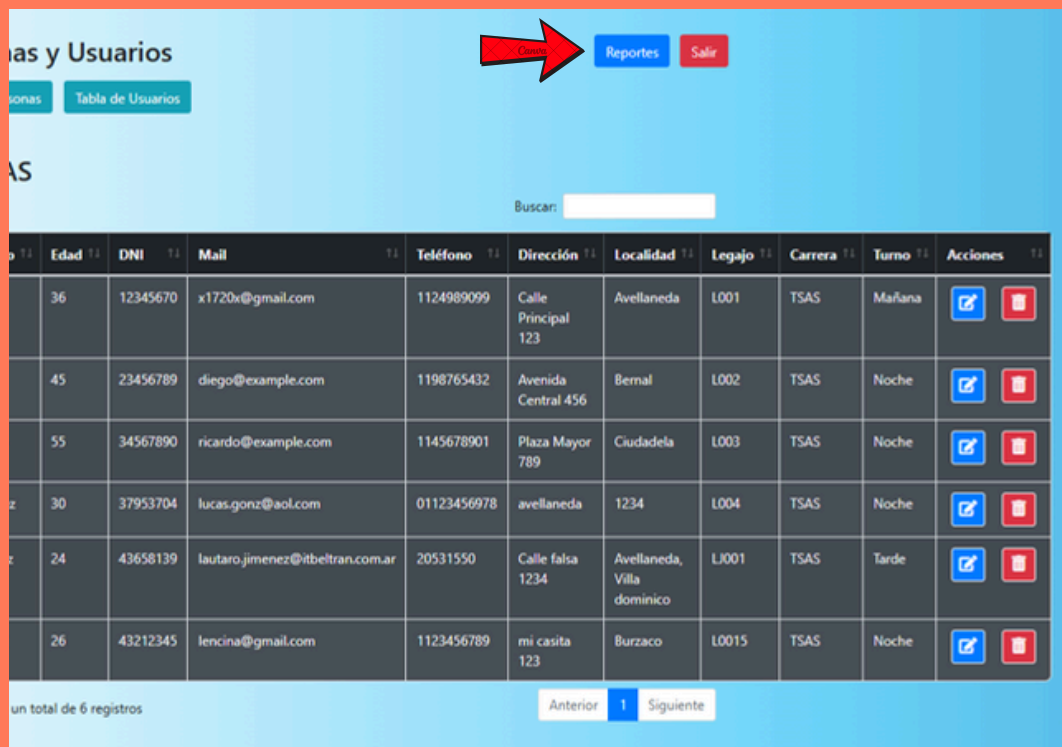 nas y Usuarios
Canva
Reportes
Salir
sonas
Tabla de Usuarios
AS
Buscar:
o Edad DNI Mail Teléfono Dirección Localidad Legajo Carrera Turno Acciones
36 12345670 x1720x@gmail.com 1124989099 Calle Avellaneda L001 TSAS Mañana
Principal
123
45 23456789 diego@example.com 1198765432 Avenida Bernal L002 TSAS Noche
Central 456
55 34567890 ricardo@example.com 1145678901 Plaza Mayor Ciudadela L003 TSAS Noche
789
z 30 37953704 lucas.gonz@aol.com 01123456978 avellaneda 1234 L004 TSAS Noche
z 24 43658139 lautaro.jimenez@itbeltran.com.ar 20531550 Calle falsa Avellaneda, LJ001 TSAS Tarde
1234 Villa
dominico
26 43212345 lencina@gmail.com 1123456789 mi casita Burzaco L0015 TSAS Noche
123
un total de 6 registros
Anterior 1 Siguiente